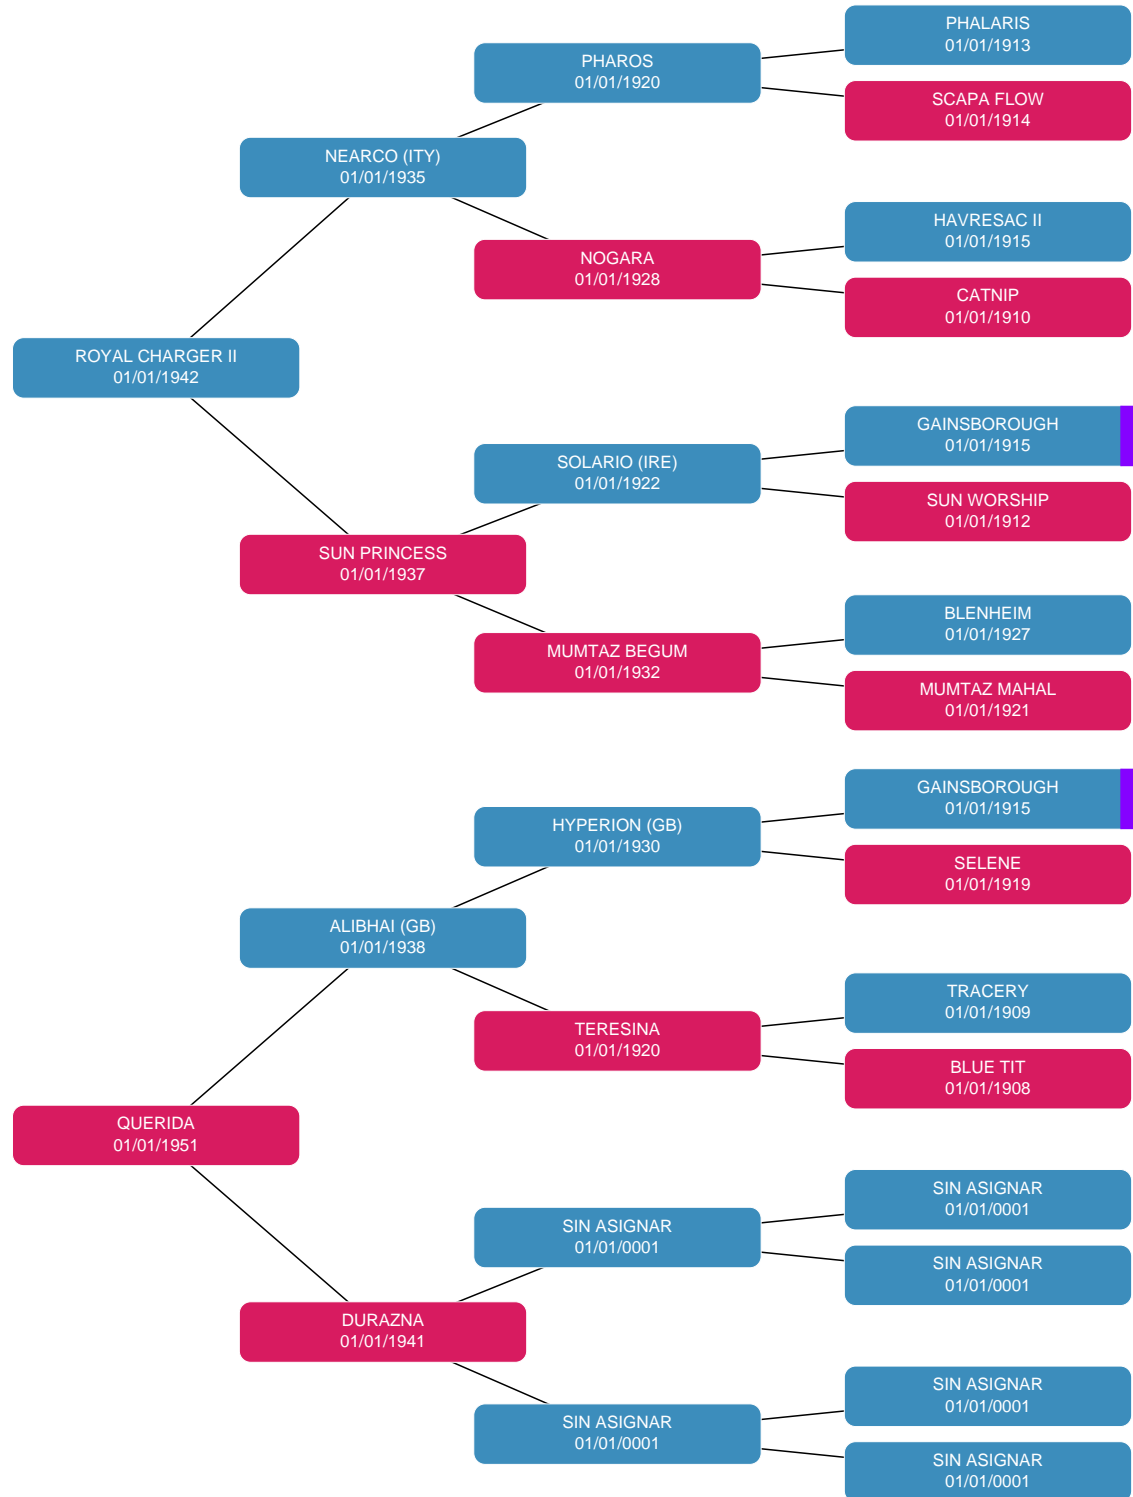 PHALARIS
01/01/1913
PHAROS
01/01/1920
SCAPA FLOW
01/01/1914
NEARCO (ITY)
01/01/1935
HAVRESAC II
01/01/1915
NOGARA
01/01/1928
CATNIP
01/01/1910
ROYAL CHARGER II
01/01/1942
GAINSBOROUGH
01/01/1915
SOLARIO (IRE)
01/01/1922
SUN WORSHIP
01/01/1912
SUN PRINCESS
01/01/1937
BLENHEIM
01/01/1927
MUMTAZ BEGUM
01/01/1932
MUMTAZ MAHAL
01/01/1921
GAINSBOROUGH
01/01/1915
HYPERION (GB)
01/01/1930
SELENE
01/01/1919
ALIBHAI (GB)
01/01/1938
TRACERY
01/01/1909
TERESINA
01/01/1920
BLUE TIT
01/01/1908
QUERIDA
01/01/1951
SIN ASIGNAR
01/01/0001
SIN ASIGNAR
01/01/0001
SIN ASIGNAR
01/01/0001
DURAZNA
01/01/1941
SIN ASIGNAR
01/01/0001
SIN ASIGNAR
01/01/0001
SIN ASIGNAR
01/01/0001